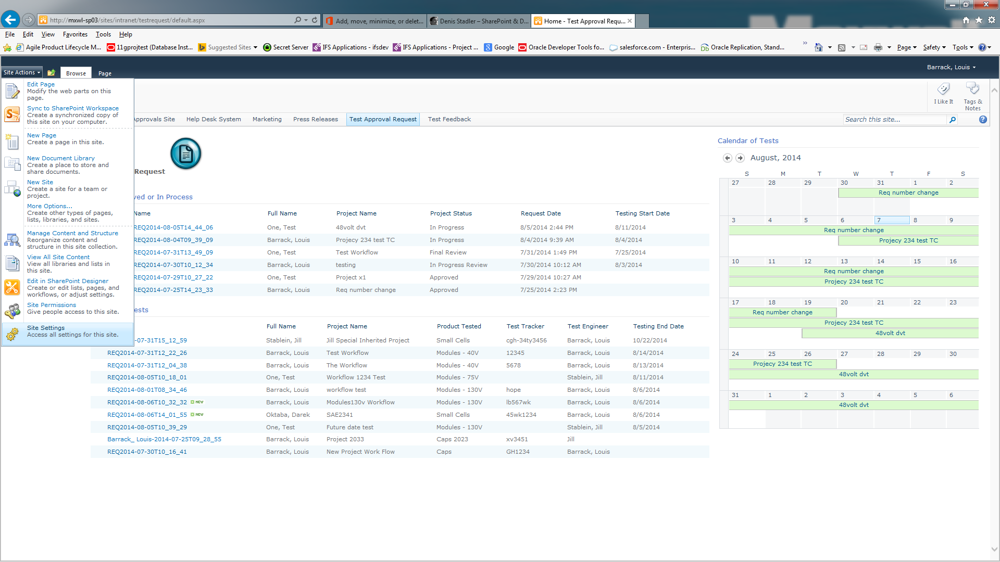 http://mxwl-sp03/sites/intranet/testrequest/default.aspx
Add, move, minimize, or delet...
Denis Stadler – SharePoint & D...
Home - Test Approval Requ...
File Edit View Favorites Tools Help
Agile Product Lifecycle M...
11gprojtest (Database Inst...
Suggested Sites
Secret Server
IFS Applications - ifsdev
IFS Applications - Project ...
Google
Oracle Developer Tools fo...
salesforce.com - Enterpris...
Oracle Replication, Stand...
Page Safety Tools
Site Actions Browse Page
Barrack, Louis
Edit Page
Modify the web parts on this
page.
Sync to SharePoint Workspace
Create a synchronized copy of
this site on your computer.
New Page
Create a page in this site.
New Document Library
Create a place to store and
share documents.
New Site
Create a site for a team or
project.
More Options...
Create other types of pages,
lists, libraries, and sites.
Manage Content and Structure
Reorganize content and
structure in this site collection.
View All Site Content
View all libraries and lists in
this site.
Edit in SharePoint Designer
Create or edit lists, pages, and
workflows, or adjust settings.
Site Permissions
Give people access to this site.
Site Settings
Access all settings for this site.
I Like It
Tags &
Notes
Approvals Site Help Desk System Marketing Press Releases Test Approval Request Test Feedback
Search this site...
Request
ved or In Process
Name Full Name Project Name Project Status Request Date Testing Start Date
REQ2014-08-05T14_44_06 One, Test 48volt dvt In Progress 8/5/2014 2:44 PM 8/11/2014
REQ2014-08-04T09_39_09 Barrack, Louis Projecy 234 test TC In Progress 8/4/2014 9:39 AM 8/4/2014
REQ2014-07-31T13_49_09 One, Test Test Workflow Final Review 7/31/2014 1:49 PM 7/25/2014
REQ2014-07-30T10_12_34 Barrack, Louis testing In Progress Review 7/30/2014 10:12 AM 8/3/2014
REQ2014-07-29T10_27_22 One, Test Project x1 Approved 7/29/2014 10:27 AM
REQ2014-07-25T14_23_33 Barrack, Louis Req number change Approved 7/25/2014 2:23 PM
ests
Full Name Project Name Product Tested Test Tracker Test Engineer Testing End Date
-07-31T15_12_59 Stablein, Jill Jill Special Inherited Project Small Cells cgh-34ty3456 Barrack, Louis 10/22/2014
REQ2014-07-31T12_22_26 Barrack, Louis Test Workflow Modules - 40V 12345 Barrack, Louis 8/14/2014
REQ2014-07-31T12_04_38 Barrack, Louis The Workflow Modules - 40V 5678 Barrack, Louis 8/13/2014
REQ2014-08-05T10_18_01 One, Test Workflow 1234 Test Modules - 75V Stablein, Jill 8/11/2014
REQ2014-08-01T08_34_46 Barrack, Louis workflow test Modules - 130V hope Barrack, Louis 8/6/2014
REQ2014-08-06T10_32_32 NEW Barrack, Louis Modules130v Workflow Modules - 130V lb567wk Barrack, Louis 8/6/2014
REQ2014-08-06T14_01_55 NEW Oktaba, Darek SAE2341 Small Cells 45wk1234 Barrack, Louis 8/6/2014
REQ2014-08-05T10_39_29 One, Test Future date test Modules - 130V Stablein, Jill 8/5/2014
Barrack_ Louis-2014-07-25T09_28_55 Barrack, Louis Project 2033 Caps 2023 xv3451 Jill
REQ2014-07-30T10_16_41 Barrack, Louis New Project Work Flow Caps GH1234 Barrack, Louis
Calendar of Tests
August, 2014
S M T W T F S
27 28 29 30 31 1 2
Req number change
3 4 5 6 7 8 9
Req number change
Projecy 234 test TC
10 11 12 13 14 15 16
Req number change
Projecy 234 test TC
17 18 19 20 21 22 23
Req number change
Projecy 234 test TC
48volt dvt
24 25 26 27 28 29 30
Projecy 234 test TC
48volt dvt
31 1 2 3 4 5 6
48volt dvt